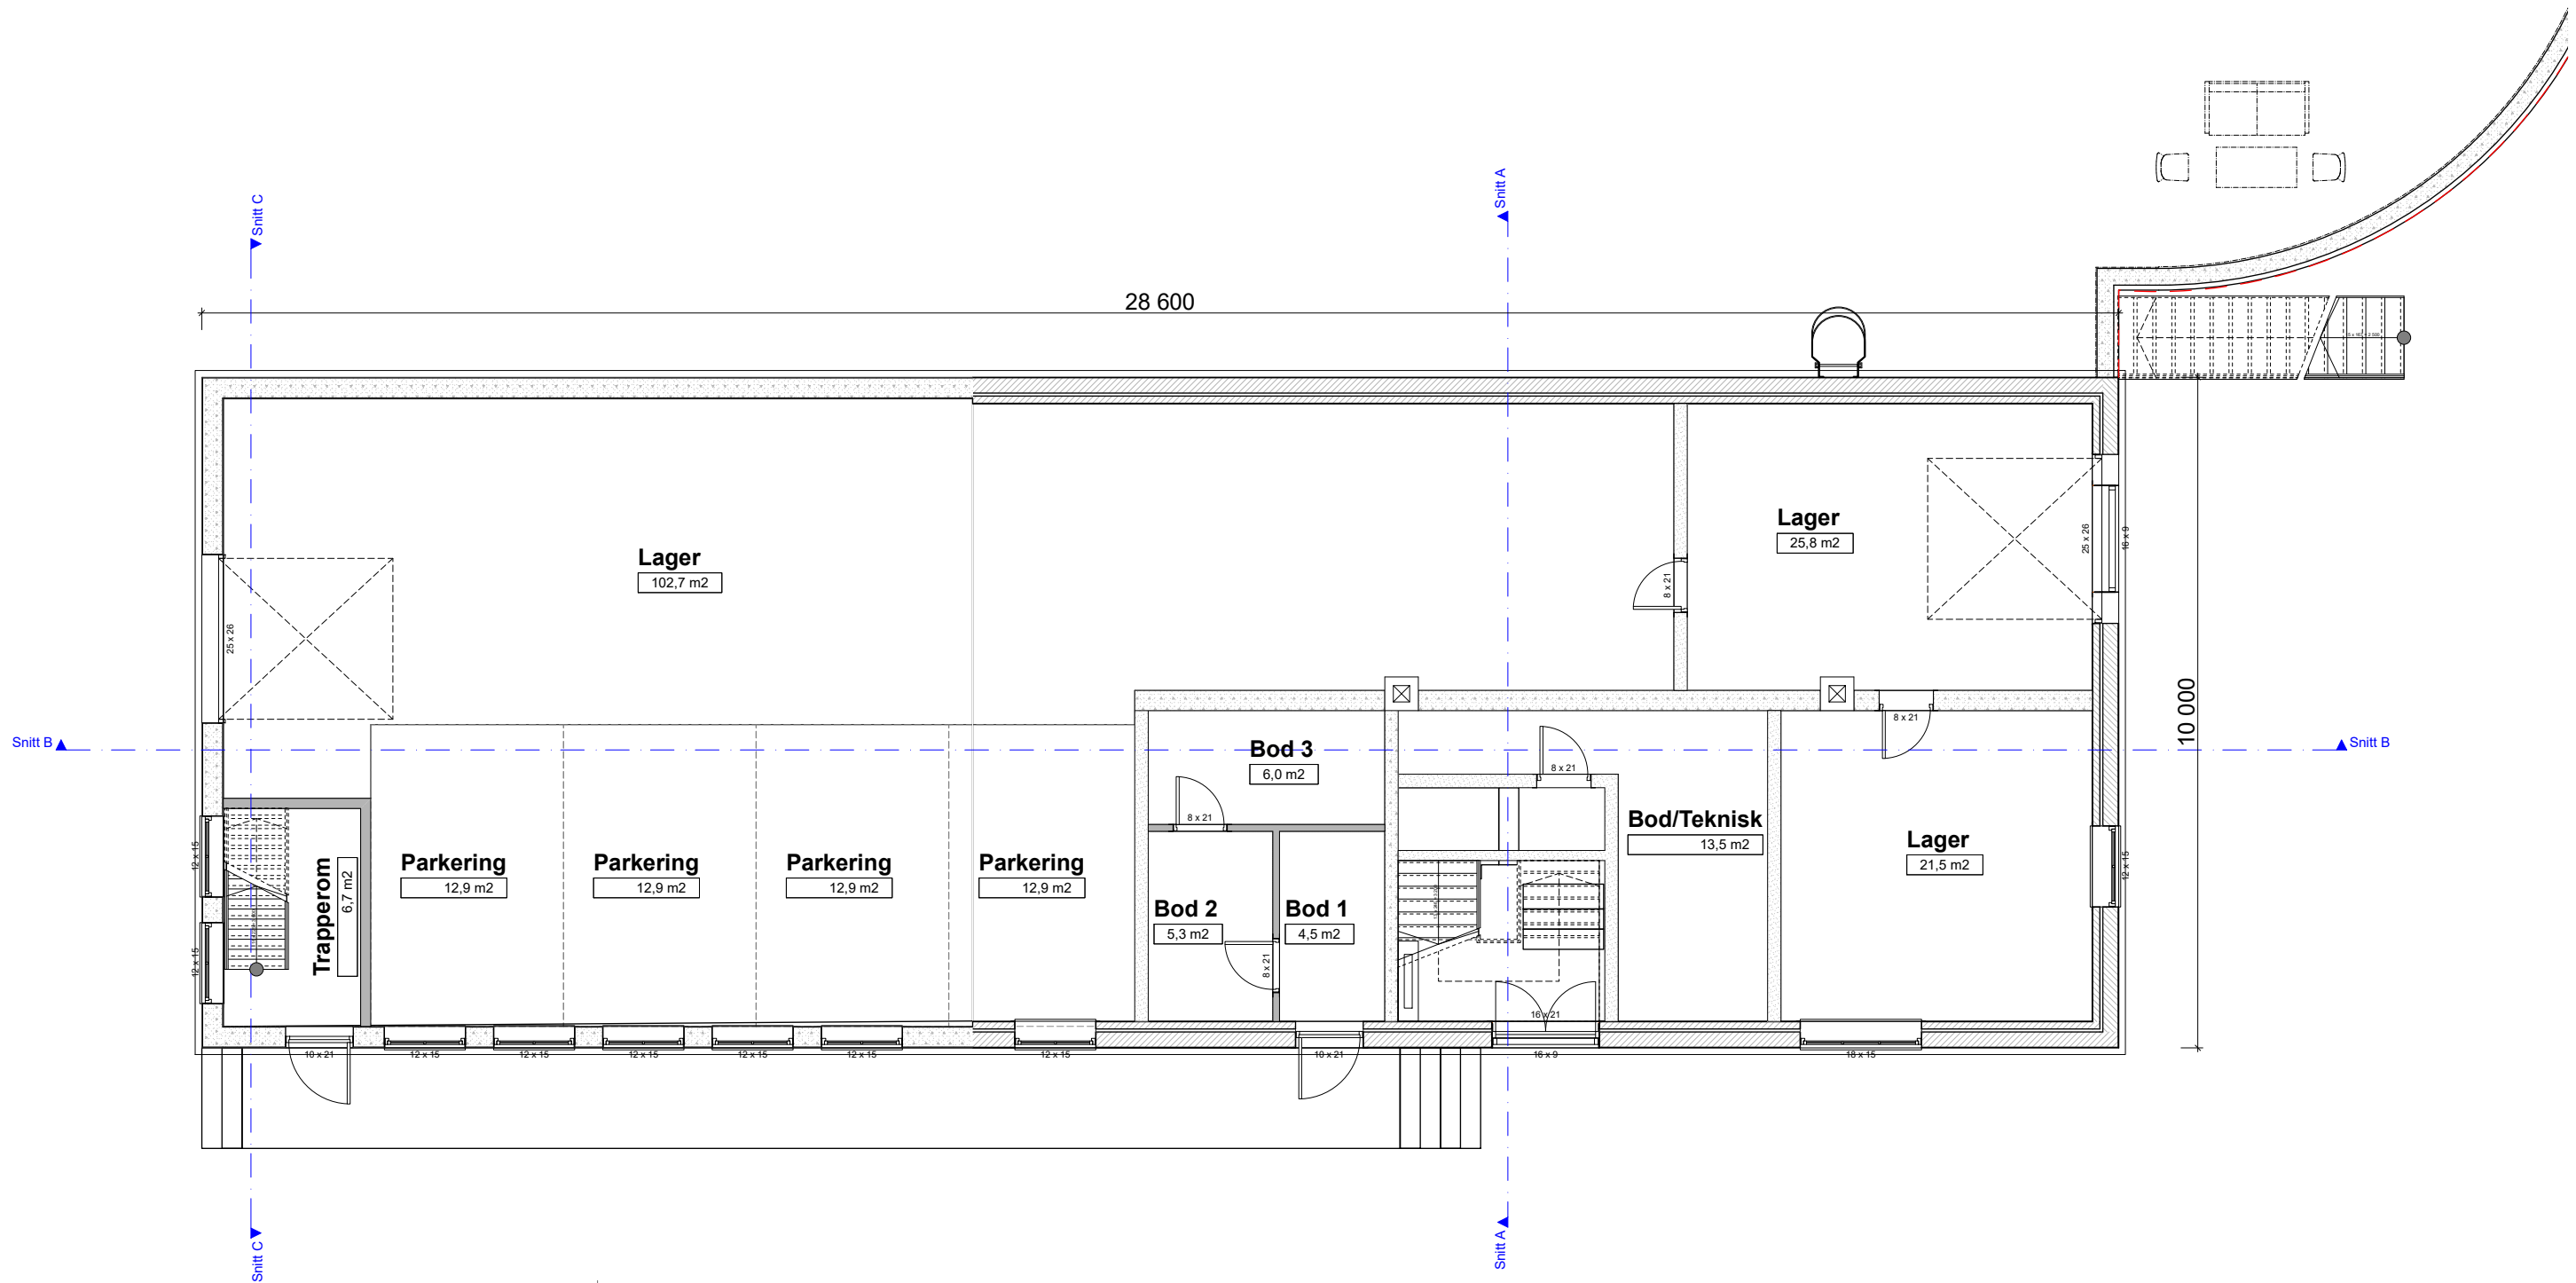 Snitt C
Snitt A
28 600
Lager
102,7 m2
Lager
25,8 m2
25 x 26
16 x 9
8 x 21
25 x 26
10 000
Snitt B
Snitt B
8 x 21
Bod 3
6,0 m2
8 x 21
8 x 21
Bod/Teknisk
13,5 m2
Lager
21,5 m2
12 x 15
12 x 15
12 x 15
Trapperom
6,7 m2
Parkering
12,9 m2
Parkering
12,9 m2
Parkering
12,9 m2
Parkering
12,9 m2
Bod 2
5,3 m2
Bod 1
4,5 m2
8 x 21
16 x 21
10 x 21
12 x 15
12 x 15
12 x 15
12 x 15
12 x 15
12 x 15
10 x 21
16 x 9
18 x 15
Snitt C
Snitt A